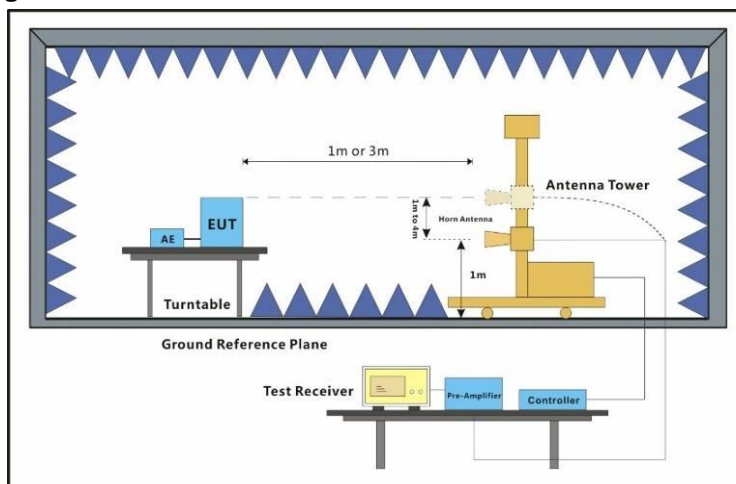 g
1m or 3m
Antenna Tower
1m to 4m
Horn Antenna
EUT
AE
1m
Turntable
Ground Reference Plane
Test Receiver
Pre-Amplifier
Controller